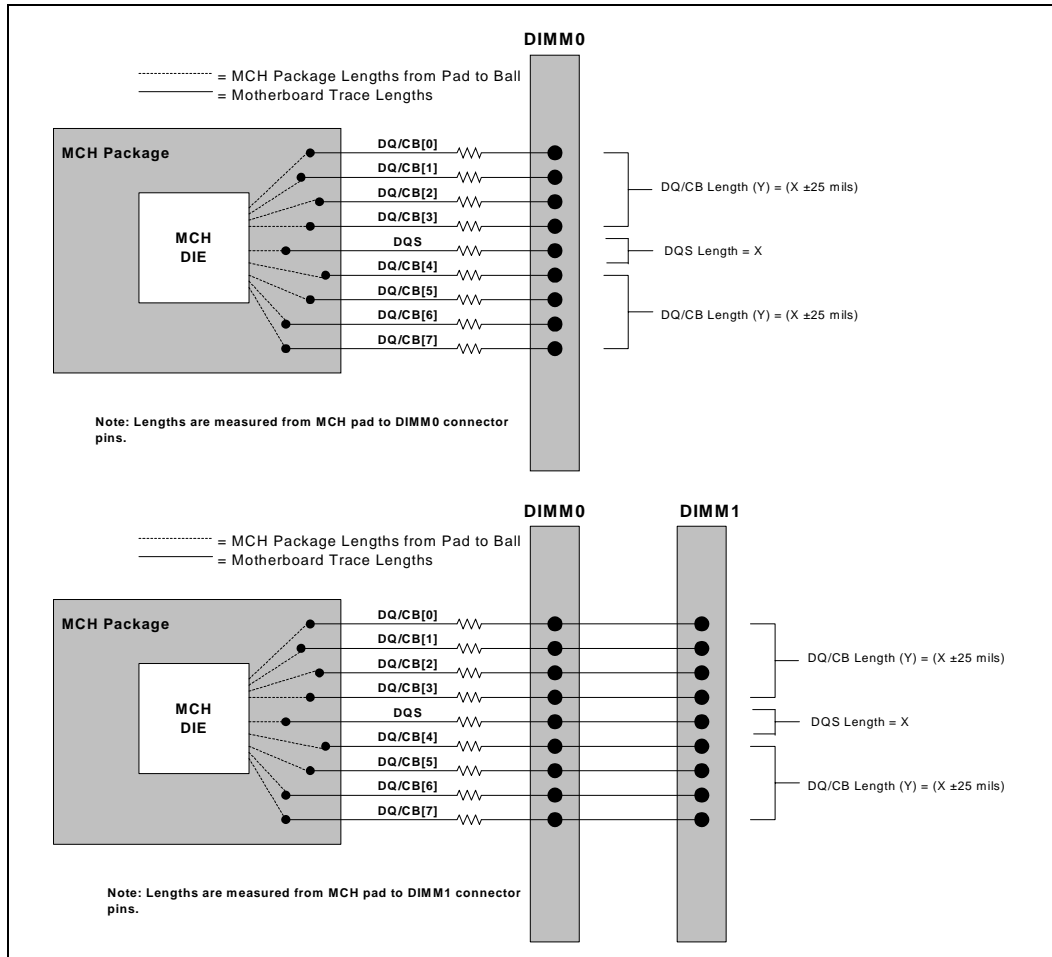 DIMM0
= MCH Package Lengths from Pad to Ball
= Motherboard Trace Lengths
MCH Package
MCH
DIE
DQ/CB[0]
DQ/CB[1]
DQ/CB[2]
DQ/CB[3]
DQS
DQ/CB[4]
DQ/CB[5]
DQ/CB[6]
DQ/CB[7]
DQ/CB Length (Y) = (X ±25 mils)
DQS Length = X
DQ/CB Length (Y) = (X ±25 mils)
Note: Lengths are measured from MCH pad to DIMM0 connector
pins.
DIMM0
DIMM1
= MCH Package Lengths from Pad to Ball
= Motherboard Trace Lengths
MCH Package
MCH
DIE
DQ/CB[0]
DQ/CB[1]
DQ/CB[2]
DQ/CB[3]
DQS
DQ/CB[4]
DQ/CB[5]
DQ/CB[6]
DQ/CB[7]
DQ/CB Length (Y) = (X ±25 mils)
DQS Length = X
DQ/CB Length (Y) = (X ±25 mils)
Note: Lengths are measured from MCH pad to DIMM1 connector
pins.